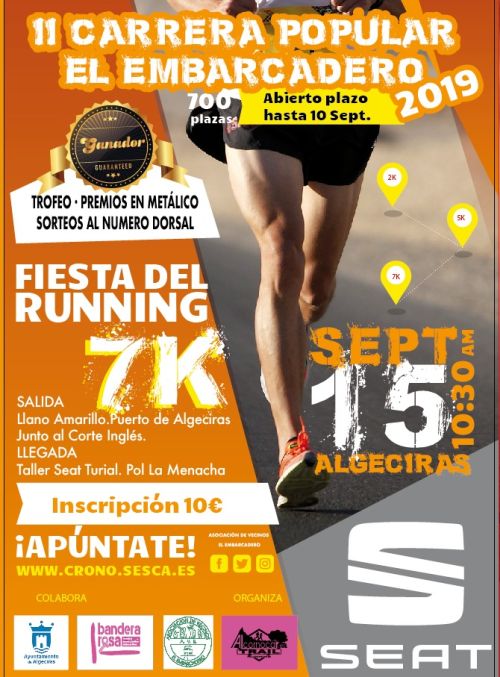 11 CARRERA POPULAR
EL EMBARCADERO
2019
700
plazas
Abierto plazo
hasta 10 Sept.
Ganador
GUARANTEED
TROFEO · PREMIOS EN METÁLICO
SORTEOS AL NUMERO DORSAL
2K
5K
7K
FIESTA DEL
RUNNING
7K
SALIDA
Llano Amarillo.Puerto de Algeciras
Junto al Corte Inglés.
LLEGADA
Taller Seat Turial. Pol La Menacha
SEPT
15
10:30 AM
ALGECIRAS
Inscripción 10€
¡APÚNTATE!
WWW.CRONO.SESCA.ES
ASOCIACIÓN DE VECINOS
EL EMBARCADERO
COLABORA
ORGANIZA
Ayuntamiento
de Algeciras
bandera
rosa
TRAIL
SEAT